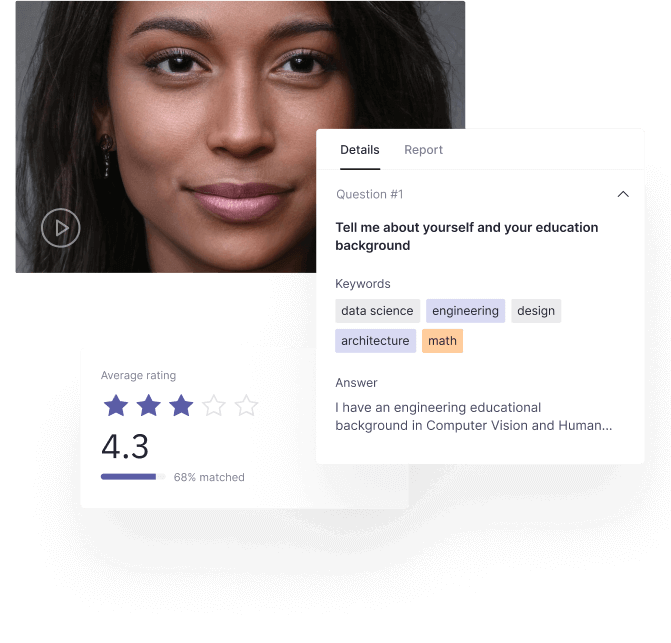 Details Report
Question #1
Tell me about yourself and your education
background
Keywords
data science engineering design
architecture math
Answer
I have an engineering educational
background in Computer Vision and Human...
Average rating
4.3
68% matched